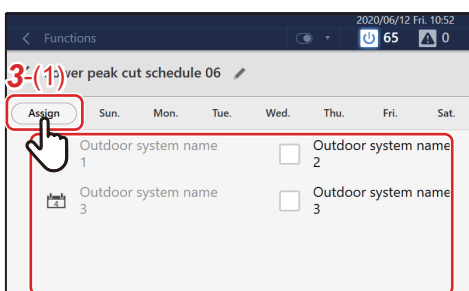 2020/06/12 Fri. 10:52
< Functions
65
0
3-(1)
er peak cut schedule 06
Assign Sun. Mon. Tue. Wed. Thu. Fri. Sat.
Outdoor system name
1
Outdoor system name
2
4
Outdoor system name
3
Outdoor system name
3